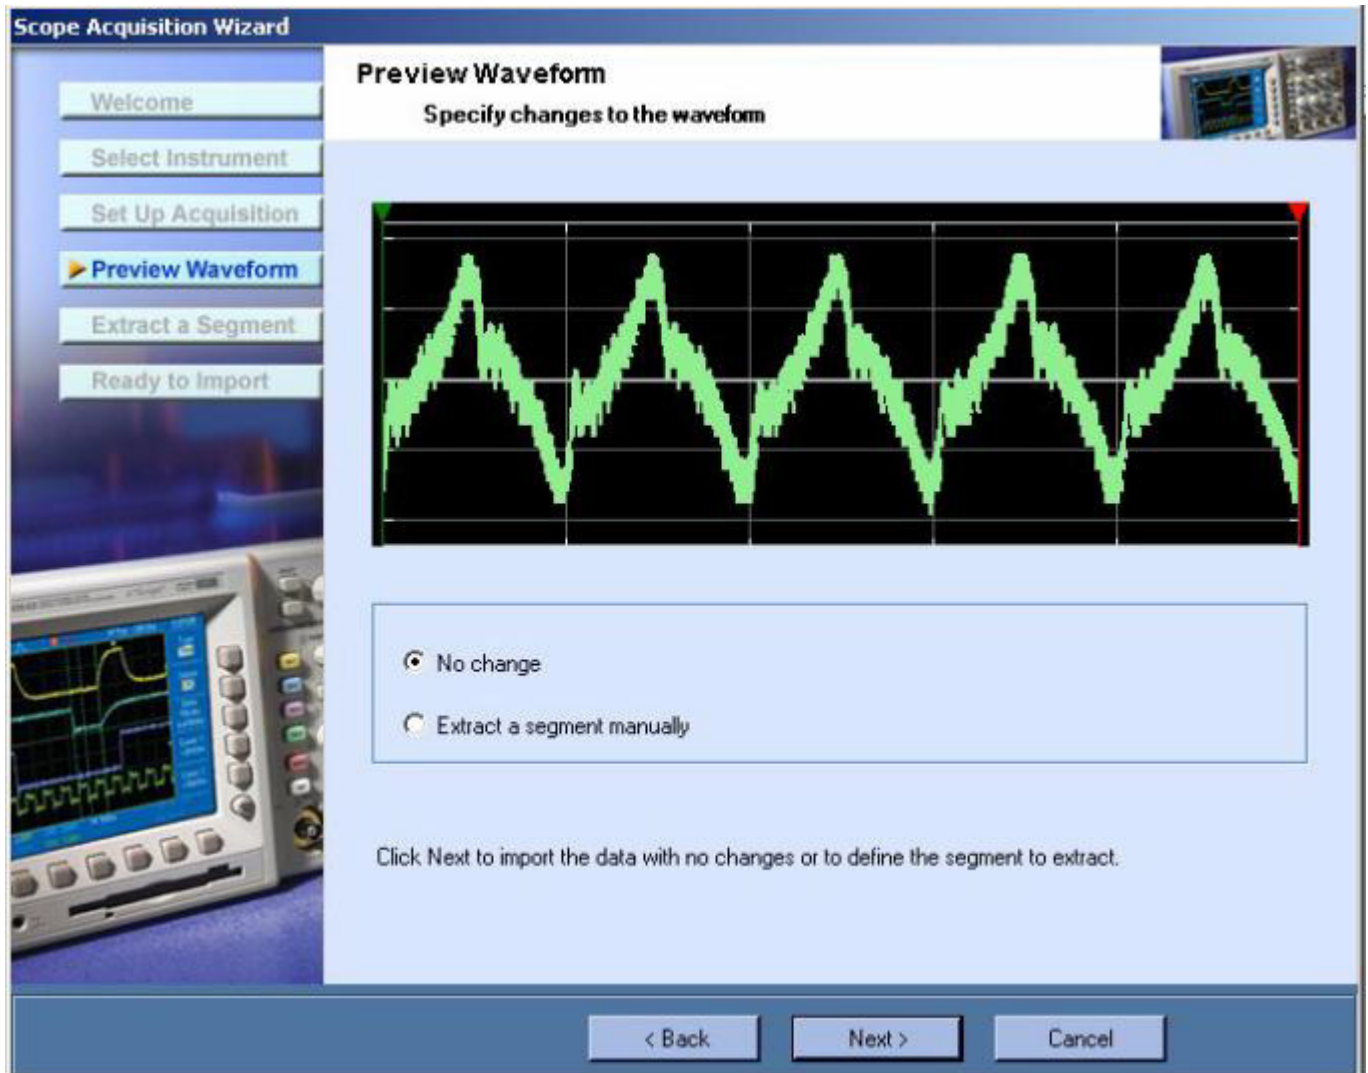 Scope Acquisition Wizard
Welcome
Select Instrument
Set Up Acquisition
Preview Waveform
Extract a Segment
Ready to Import
Preview Waveform
Specify changes to the waveform
No change
Extract a segment manually
Click Next to import the data with no changes or to define the segment to extract.
< Back
Next >
Cancel